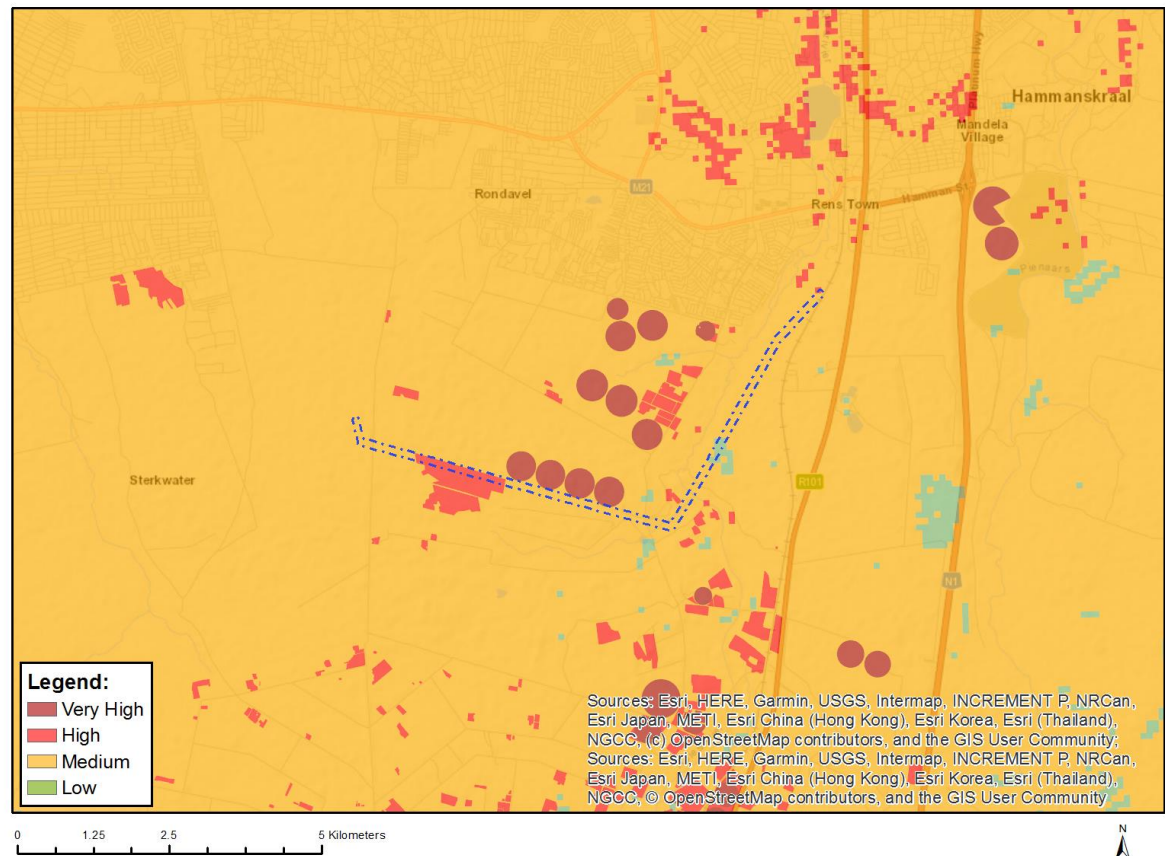 Hammanskraal
Platinum Hwy
Mandela
Village
M21
Rondavel
Rens Town
Hamman St
Pienaars
Sterkwater
R101
N1
Legend:
Very High
High
Medium
Low
Sources: Esri, HERE, Garmin, USGS, Intermap, INCREMENT P, NRCan,
Esri Japan, METI, Esri China (Hong Kong), Esri Korea, Esri (Thailand),
NGCC, (c) OpenStreetMap contributors, and the GIS User Community;
Sources: Esri, HERE, Garmin, USGS, Intermap, INCREMENT P, NRCan,
Esri Japan, METI, Esri China (Hong Kong), Esri Korea, Esri (Thailand),
NGCC, © OpenStreetMap contributors, and the GIS User Community
0 1.25 2.5 5 Kilometers
N